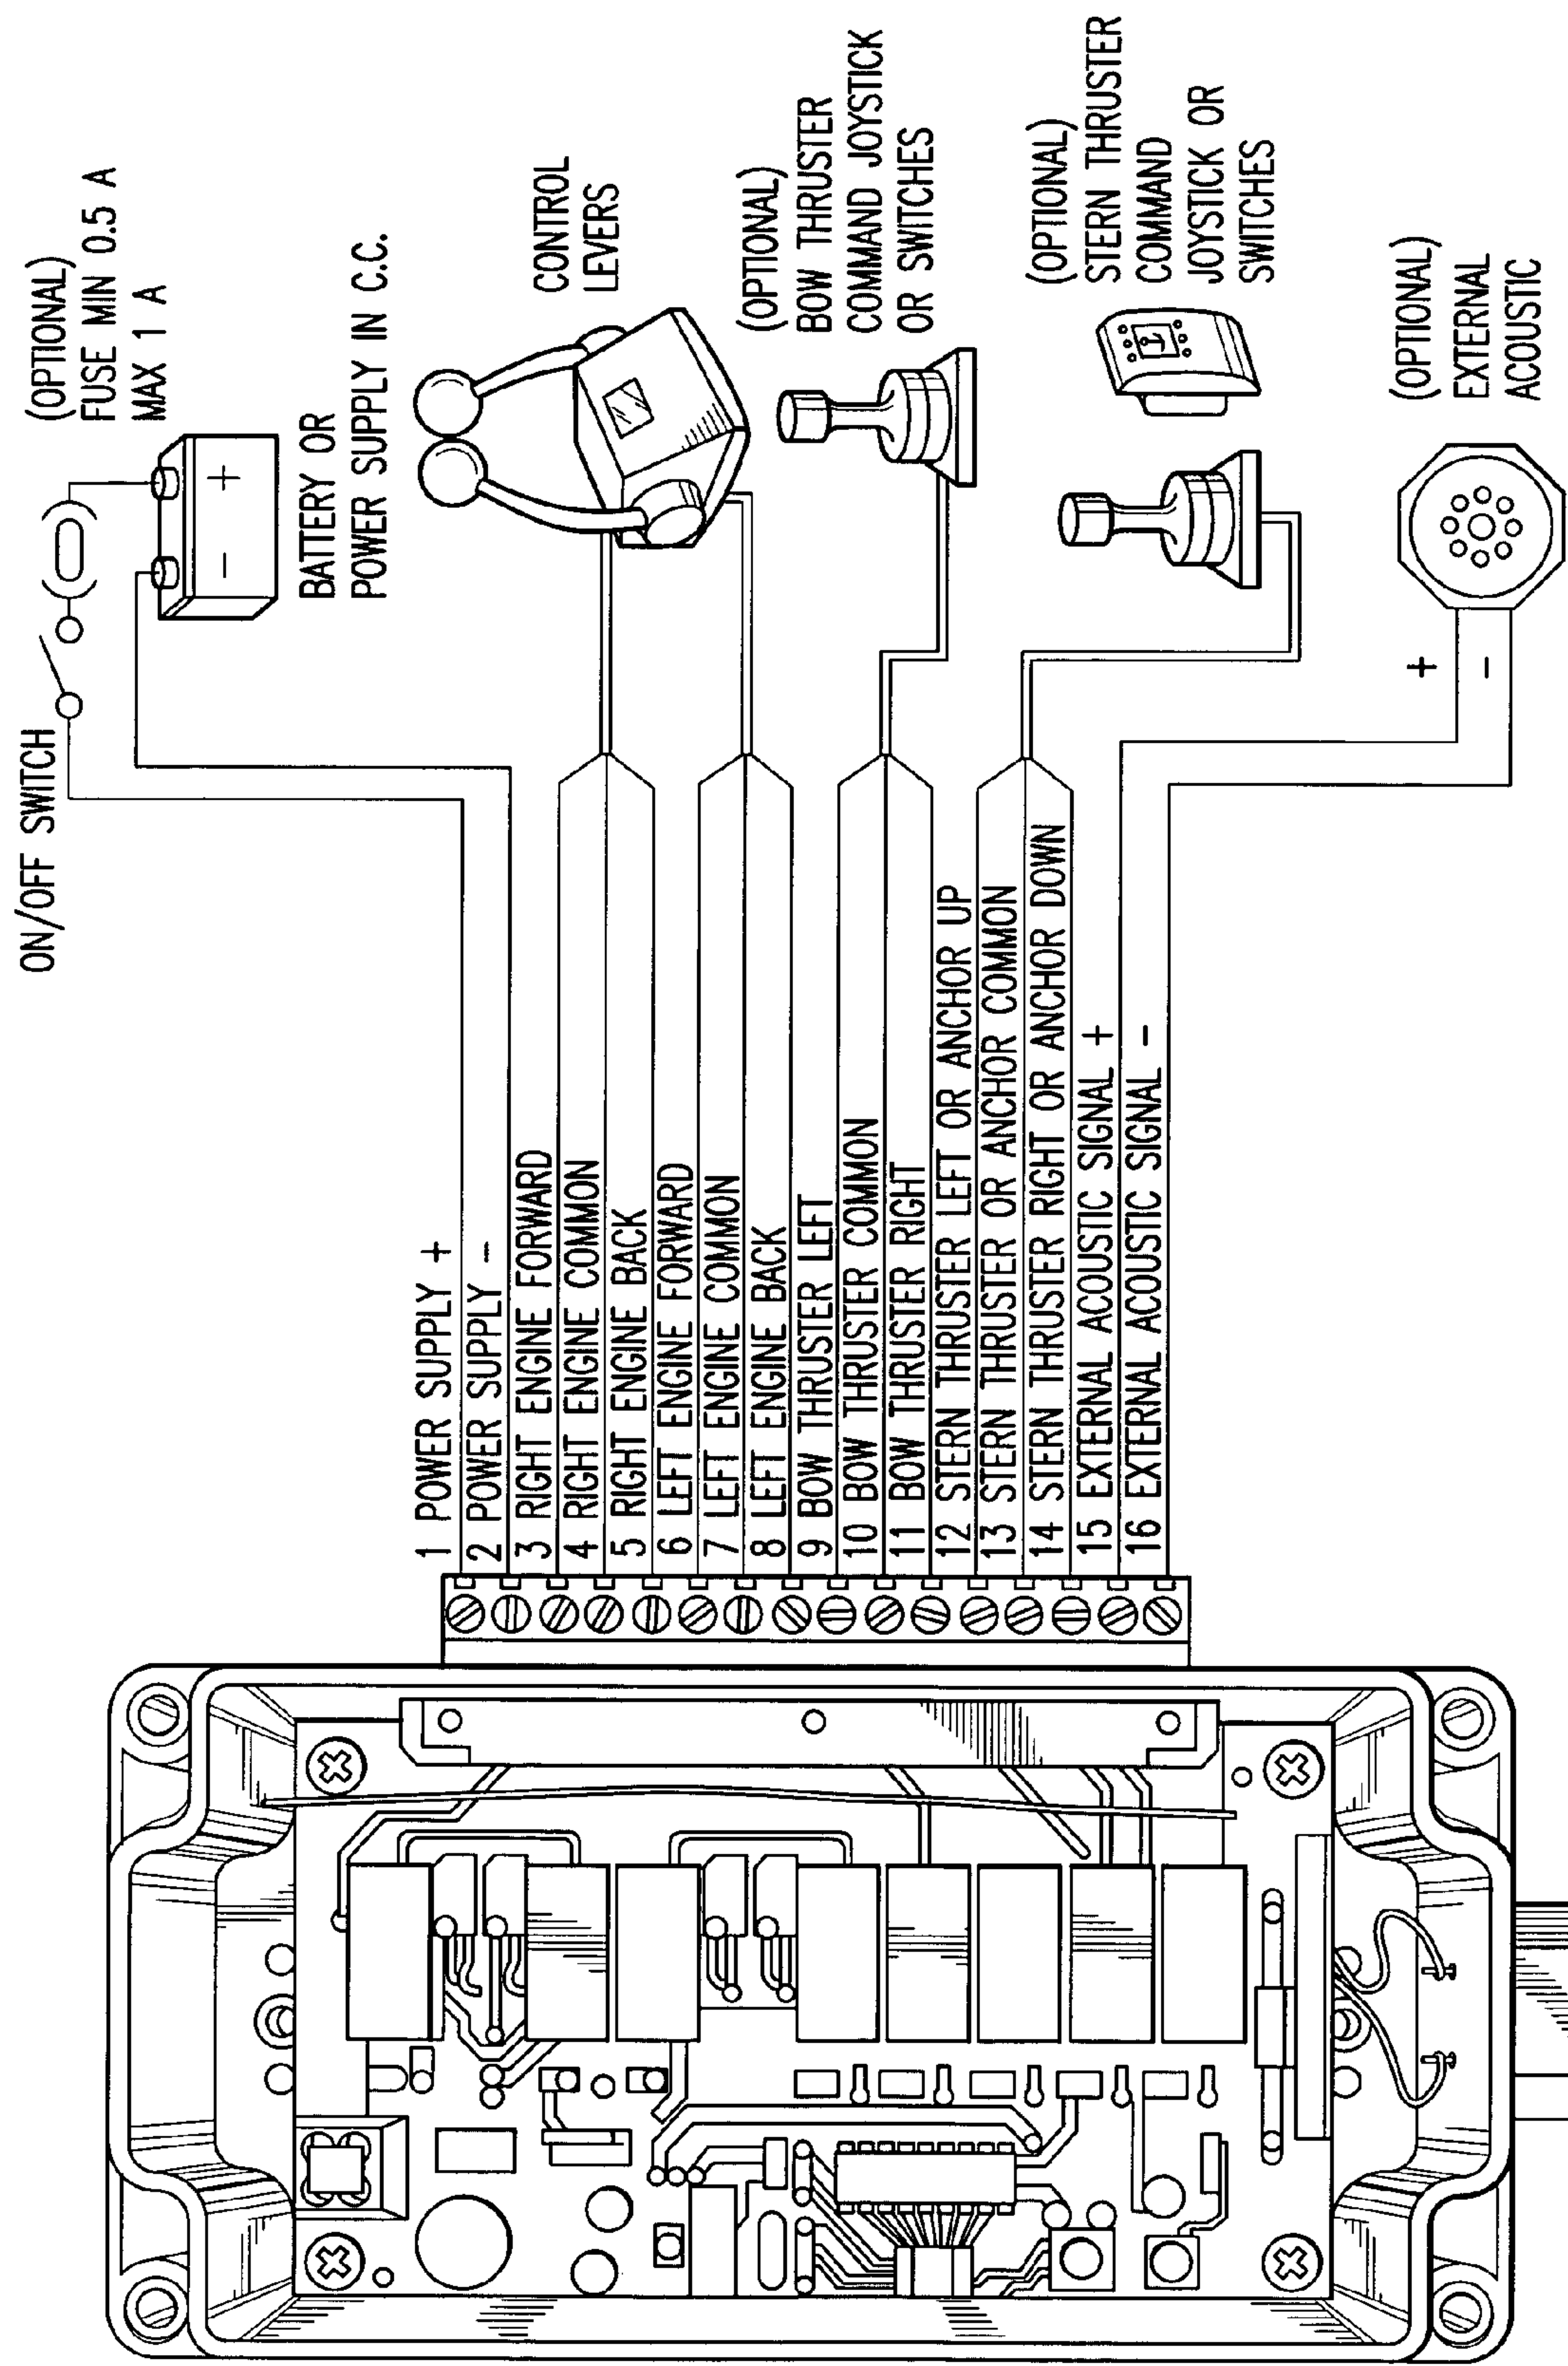 ON/OFF SWITCH
(OPTIONAL)
FUSE MIN 0.5 A
MAX 1 A
- +
BATTERY OR
POWER SUPPLY IN C.C.
CONTROL
LEVERS
(OPTIONAL)
BOW THRUSTER
COMMAND JOYSTICK
OR SWITCHES
(OPTIONAL)
STERN THRUSTER
COMMAND
JOYSTICK OR
SWITCHES
(OPTIONAL)
EXTERNAL
ACOUSTIC
+
-
1 POWER SUPPLY +
2 POWER SUPPLY -
3 RIGHT ENGINE FORWARD
4 RIGHT ENGINE COMMON
5 RIGHT ENGINE BACK
6 LEFT ENGINE FORWARD
7 LEFT ENGINE COMMON
8 LEFT ENGINE BACK
9 BOW THRUSTER LEFT
10 BOW THRUSTER COMMON
11 BOW THRUSTER RIGHT
12 STERN THRUSTER LEFT OR ANCHOR UP
13 STERN THRUSTER OR ANCHOR COMMON
14 STERN THRUSTER RIGHT OR ANCHOR DOWN
15 EXTERNAL ACOUSTIC SIGNAL +
16 EXTERNAL ACOUSTIC SIGNAL -